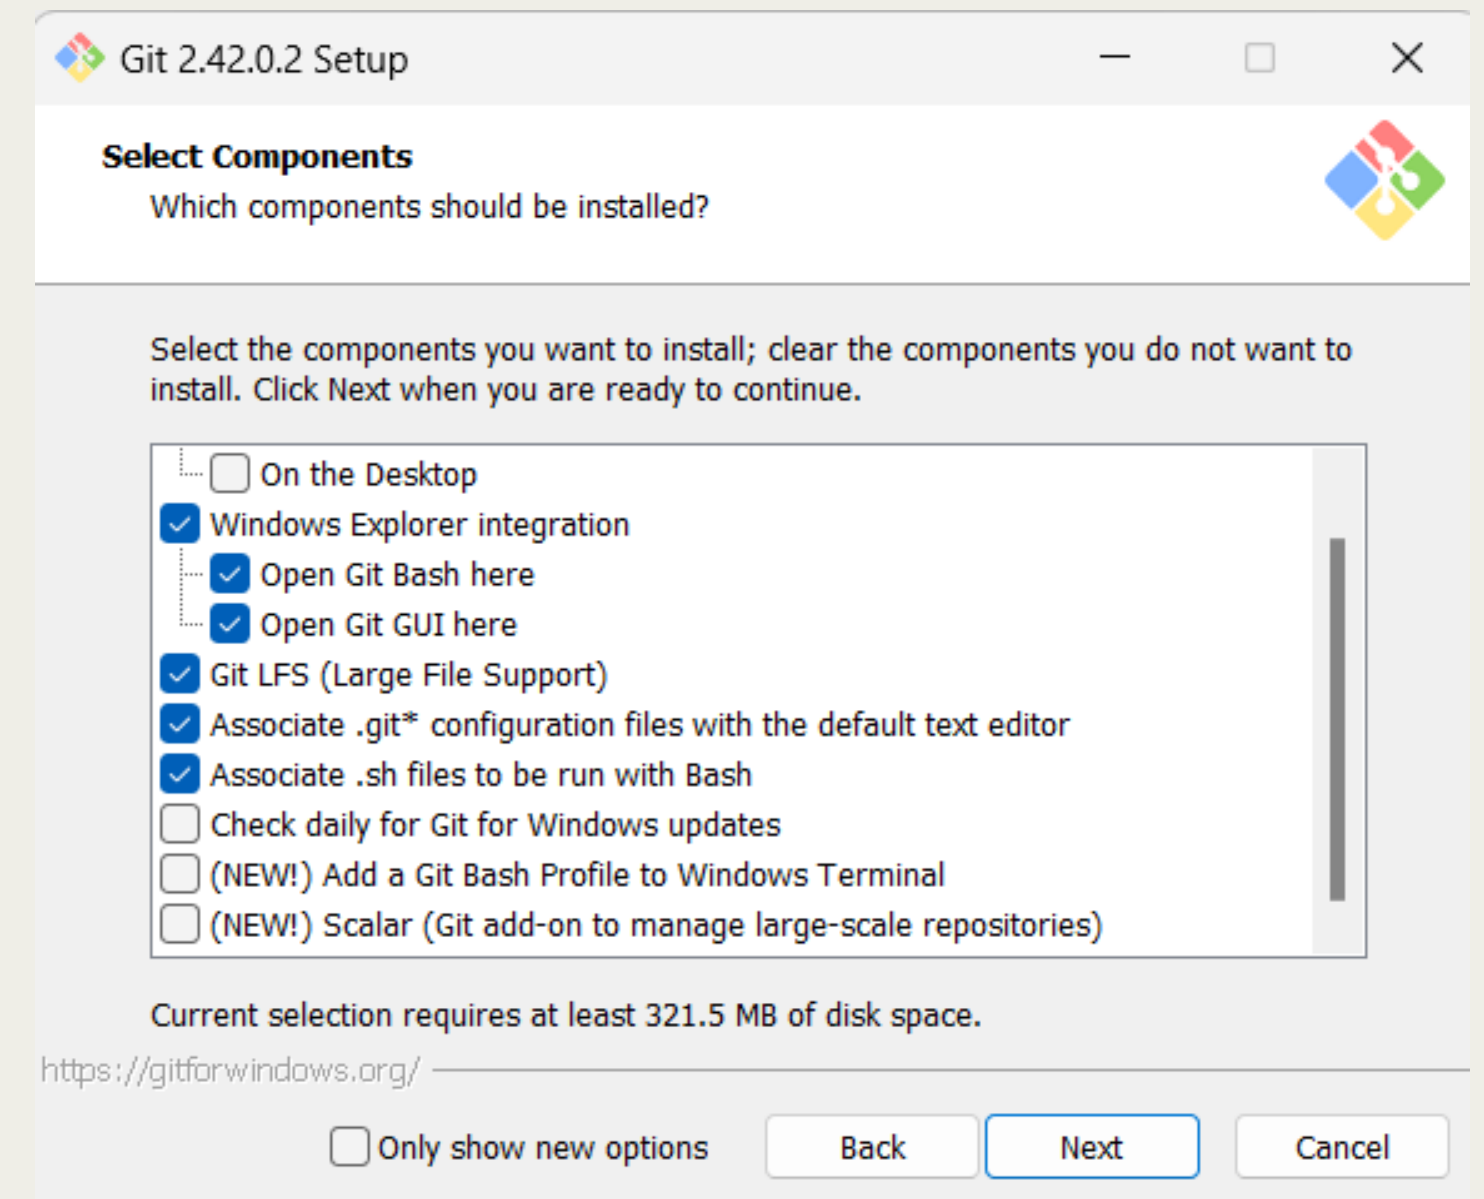 Git 2.42.0.2 Setup
Select Components
Which components should be installed?
Select the components you want to install; clear the components you do not want to
install. Click Next when you are ready to continue.
On the Desktop
Windows Explorer integration
Open Git Bash here
Open Git GUI here
Git LFS (Large File Support)
Associate .git* configuration files with the default text editor
Associate .sh files to be run with Bash
Check daily for Git for Windows updates
(NEW!) Add a Git Bash Profile to Windows Terminal
(NEW!) Scalar (Git add-on to manage large-scale repositories)
Current selection requires at least 321.5 MB of disk space.
https://gitforwindows.org/
Only show new options
Back
Next
Cancel